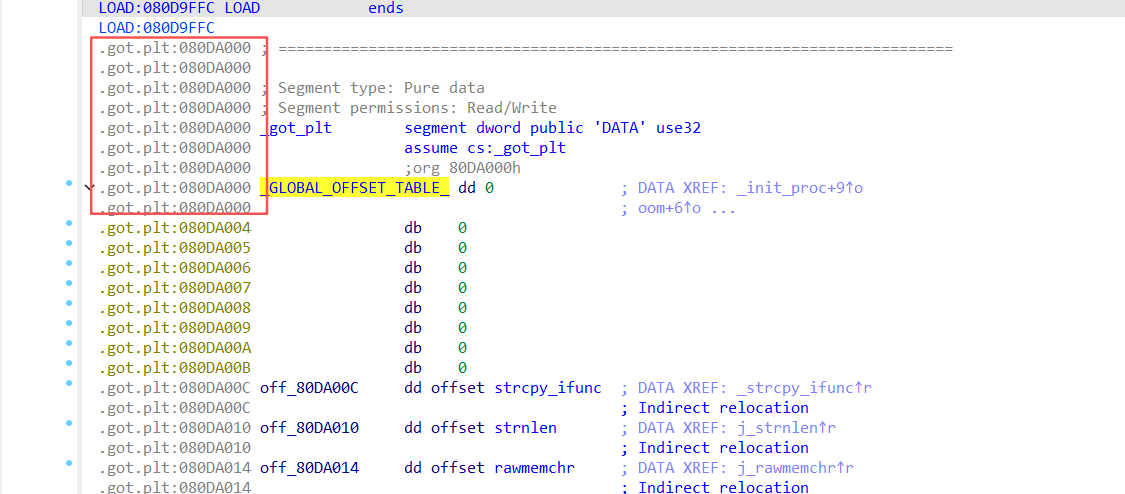 LOAD:080D9FFC LOAD ends
LOAD:080D9FFC
.got.plt:080DA000 ; ===========================================================================
.got.plt:080DA000
.got.plt:080DA000 ; Segment type: Pure data
.got.plt:080DA000 ; Segment permissions: Read/Write
.got.plt:080DA000 _got_plt segment dword public 'DATA' use32
.got.plt:080DA000 assume cs:_got_plt
.got.plt:080DA000 ;org 80DA000h
.got.plt:080DA000 _GLOBAL_OFFSET_TABLE_ dd 0 ; DATA XREF: _init_proc+9↑o
.got.plt:080DA000 ; oom+6↑o ...
.got.plt:080DA004 db 0
.got.plt:080DA005 db 0
.got.plt:080DA006 db 0
.got.plt:080DA007 db 0
.got.plt:080DA008 db 0
.got.plt:080DA009 db 0
.got.plt:080DA00A db 0
.got.plt:080DA00B db 0
.got.plt:080DA00C off_80DA00C dd offset strcpy_ifunc ; DATA XREF: _strcpy_ifunc↑r
.got.plt:080DA00C ; Indirect relocation
.got.plt:080DA010 off_80DA010 dd offset strnlen ; DATA XREF: j_strnlen↑r
.got.plt:080DA010 ; Indirect relocation
.got.plt:080DA014 off_80DA014 dd offset rawmemchr ; DATA XREF: j_rawmemchr↑r
.got.plt:080DA014 ; Indirect relocation